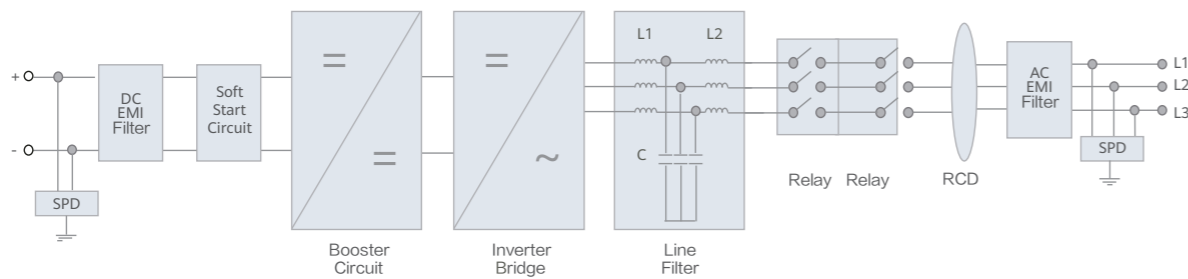 +
-
SPD
DC
EMI
Filter
Soft
Start
Circuit
=
=
Booster
Circuit
=
~
Inverter
Bridge
L1
L2
C
Line
Filter
Relay
Relay
RCD
AC
EMI
Filter
L1
L2
L3
SPD